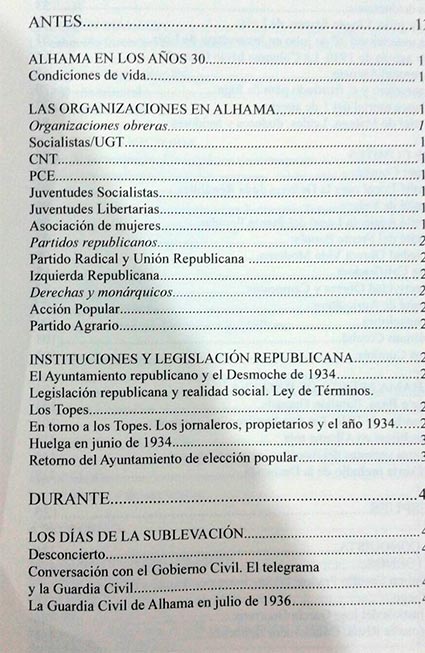 ANTES
ALHAMA EN LOS AÑOS 30
Condiciones de vida
LAS ORGANIZACIONES EN ALHAMA
Organizaciones obreras
Socialistas/UGT
CNT
PCE
Juventudes Socialistas
Juventudes Libertarias
Asociación de mujeres
Partidos republicanos
Partido Radical y Unión Republicana
Izquierda Republicana
Derechas y monárquicos
Acción Popular
Partido Agrario
INSTITUCIONES Y LEGISLACIÓN REPUBLICANA
El Ayuntamiento republicano y el Desmoche de 1934
Legislación republicana y realidad social. Ley de Términos.
Los Topes
En torno a los Topes. Los jornaleros, propietarios y el año 1934
Huelga en junio de 1934
Retorno del Ayuntamiento de elección popular
DURANTE
LOS DÍAS DE LA SUBLEVACIÓN
Desconcierto
Conversación con el Gobierno Civil. El telegrama
y la Guardia Civil
La Guardia Civil de Alhama en julio de 1936